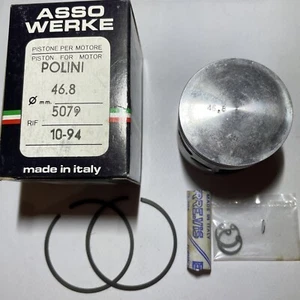 ASSO
WERKE
PISTONE PER MOTORE
PISTON FOR MOTOR
POLINI
46.8
Ø mm.
5079
RIF
10-94
made in italy
46,8